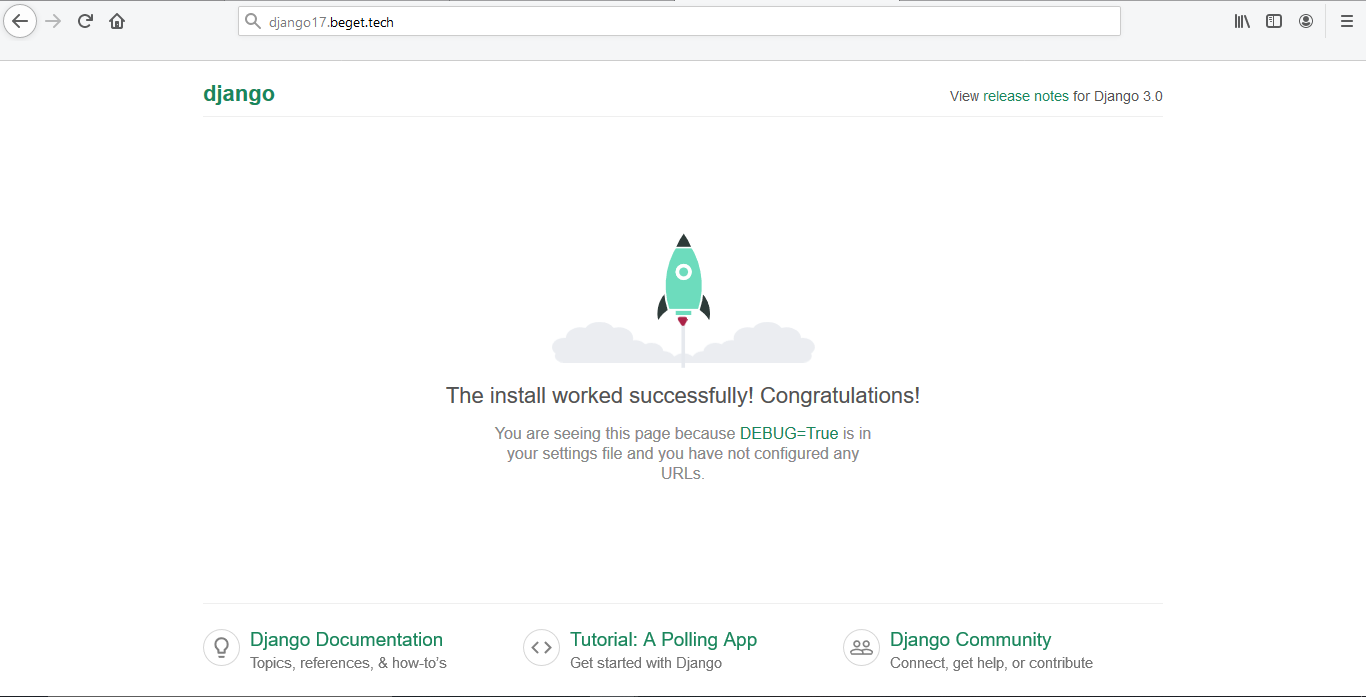 django17.beget.tech
django
View release notes for Django 3.0
The install worked successfully! Congratulations!
You are seeing this page because DEBUG=True is in
your settings file and you have not configured any
URLs.
Django Documentation
Topics, references, & how-to's
Tutorial: A Polling App
Get started with Django
Django Community
Connect, get help, or contribute